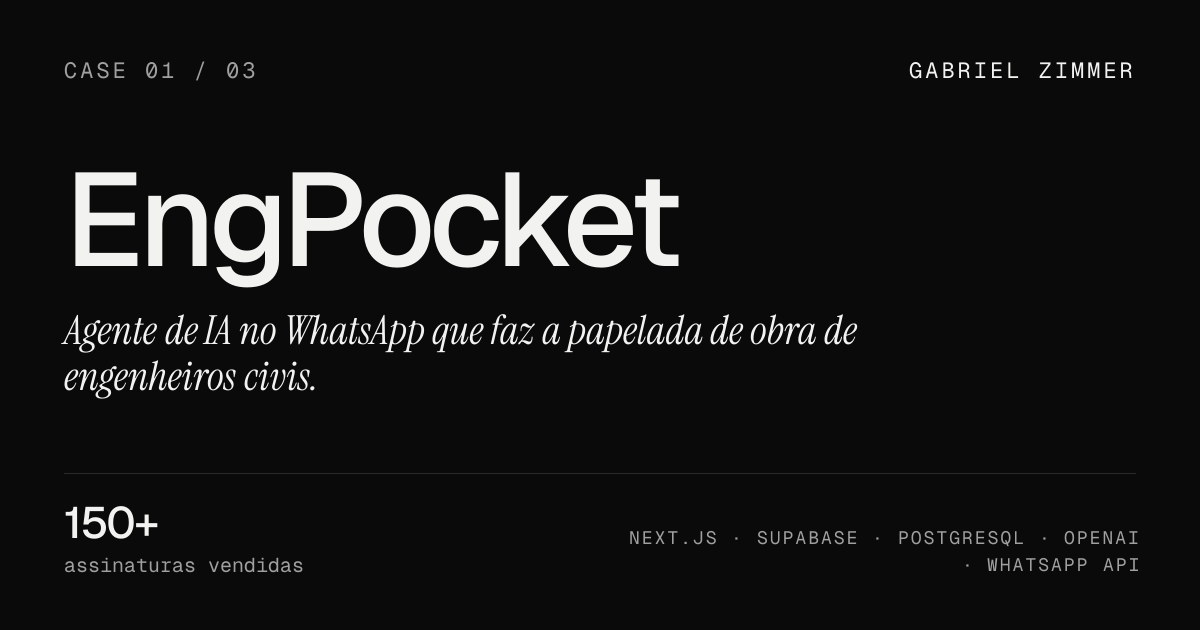 CASE 01 / 03
GABRIEL ZIMMER
EngPocket
Agente de IA no WhatsApp que faz a papelada de obra de
engenheiros civis.
150+
assinaturas vendidas
NEXT.JS · SUPABASE · POSTGRESQL · OPENAI
· WHATSAPP API